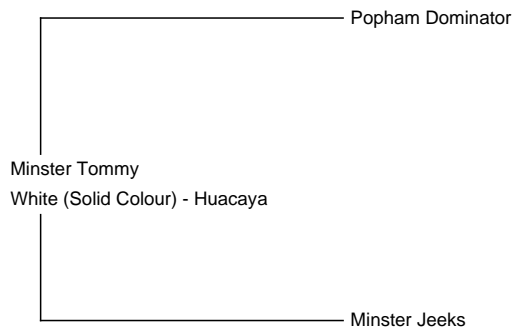 Popham Dominator
Minster Tommy
White (Solid Colour) - Huacaya
Minster Jeeks